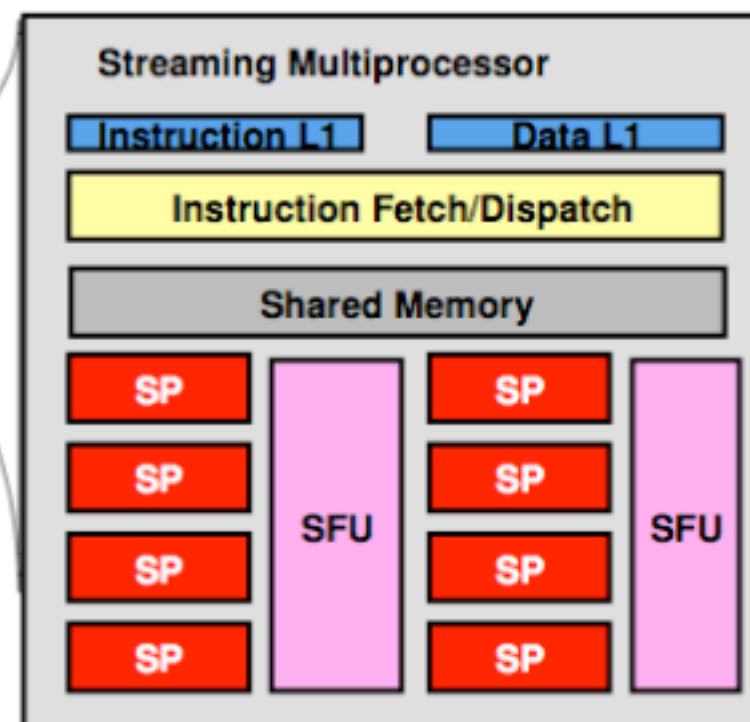 Streaming Multiprocessor
Instruction L1
Data L1
Instruction Fetch/Dispatch
Shared Memory
SP
SP
SP
SP
SFU
SP
SP
SP
SP
SFU